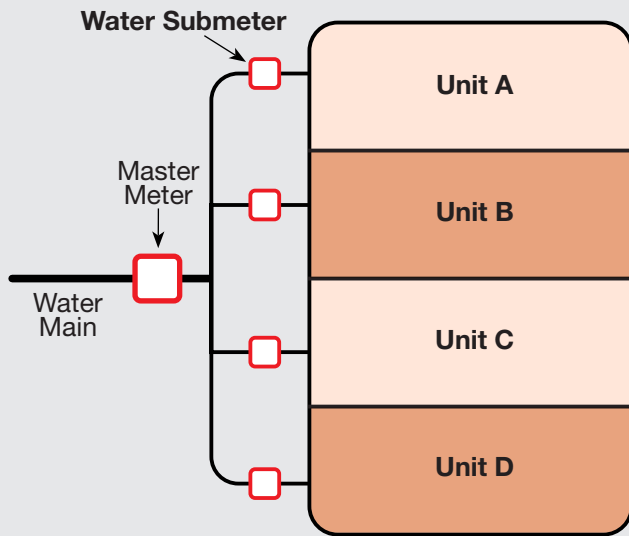 Water Submeter
Unit A
Master
Meter
Unit B
Water
Main
Unit C
Unit D